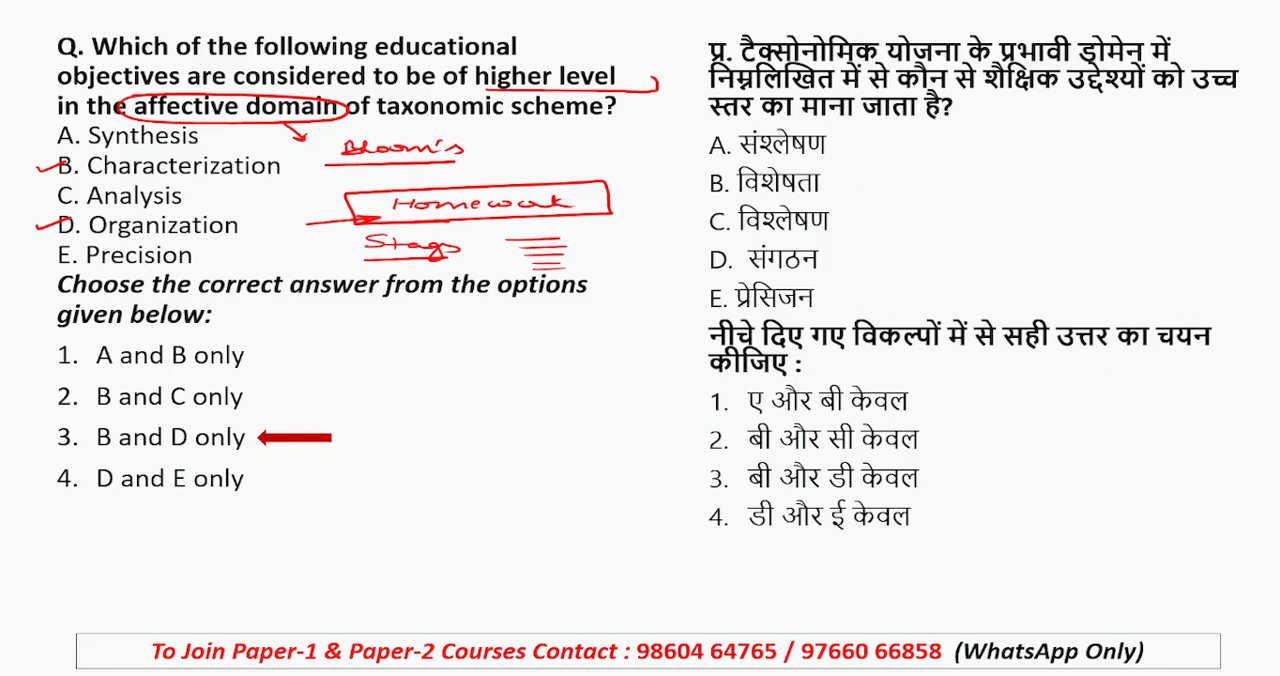 Q. Which of the following educational
objectives are considered to be of higher level
in the affective domain of taxonomic scheme?
A. Synthesis
B. Characterization
C. Analysis
D. Organization
E. Precision
Choose the correct answer from the options
given below:
1. A and B only
2. B and C only
3. B and D only
4. D and E only
Bloom's
Homework
Stags
प्र. टैक्सोनोमिक योजना के प्रभावी डोमेन में
निम्नलिखित में से कौन से शैक्षिक उद्देश्यों को उच्च
स्तर का माना जाता है?
A. संश्लेषण
B. विशेषता
C. विश्लेषण
D. संगठन
E. प्रेसिजन
नीचे दिए गए विकल्पों में से सही उत्तर का चयन
कीजिए :
1. ए और बी केवल
2. बी और सी केवल
3. बी और डी केवल
4. डी और ई केवल
To Join Paper-1 & Paper-2 Courses Contact : 98604 64765 / 97660 66858 (WhatsApp Only)